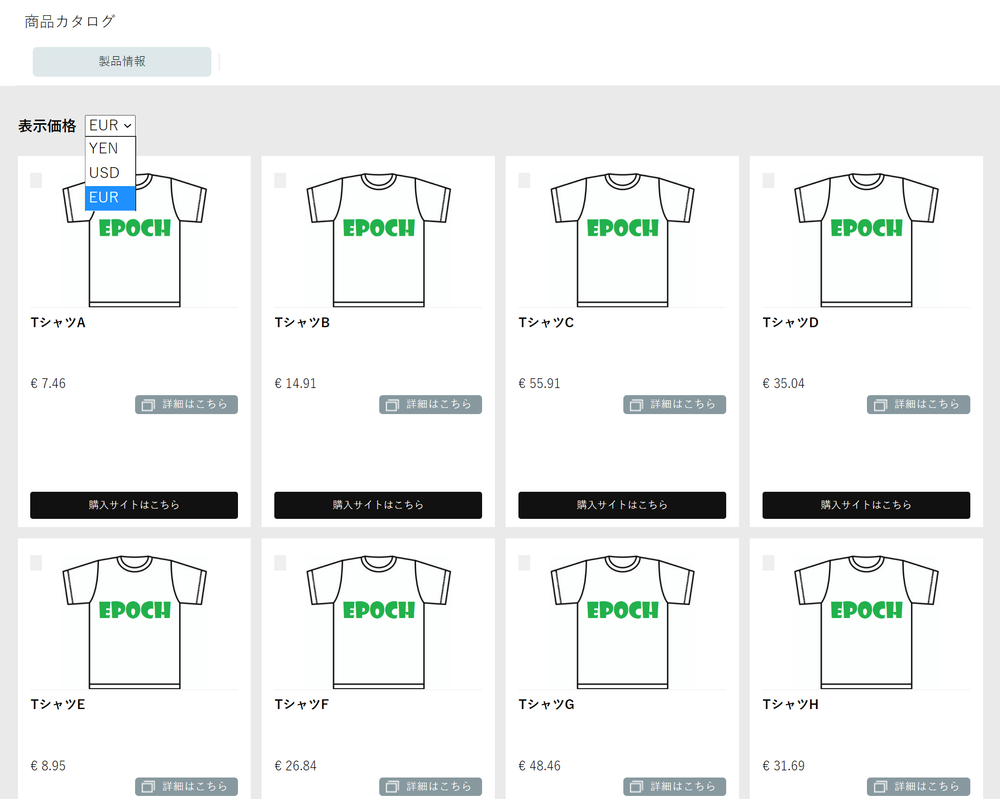 商品カタログ
製品情報
表示価格 EUR
YEN
USD
EUR
EPOCH EPOCH EPOCH EPOCH
TシャツA TシャツB TシャツC TシャツD
€ 7.46 € 14.91 € 55.91 € 35.04
詳細はこちら 詳細はこちら 詳細はこちら 詳細はこちら
購入サイトはこちら 購入サイトはこちら 購入サイトはこちら 購入サイトはこちら
EPOCH EPOCH EPOCH EPOCH
TシャツE TシャツF TシャツG TシャツH
€ 8.95 € 26.84 € 48.46 € 31.69
詳細はこちら 詳細はこちら 詳細はこちら 詳細はこちら